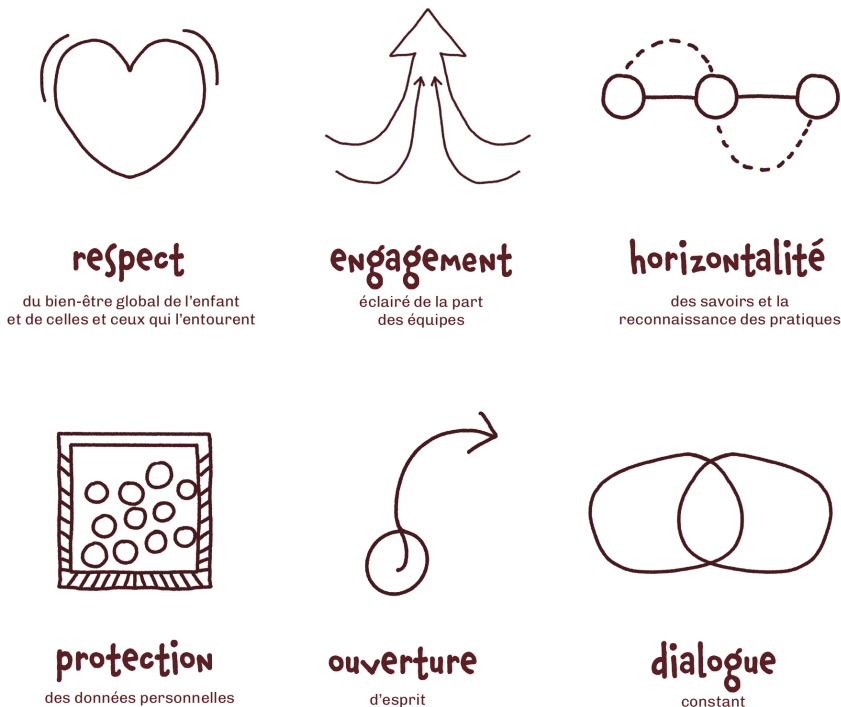 respect
du bien-être global de l'enfant
et de celles et ceux qui l'entourent
engagement
éclairé de la part
des équipes
horizontalité
des savoirs et la
reconnaissance des pratiques
protection
des données personnelles
ouverture
d'esprit
dialogue
constant